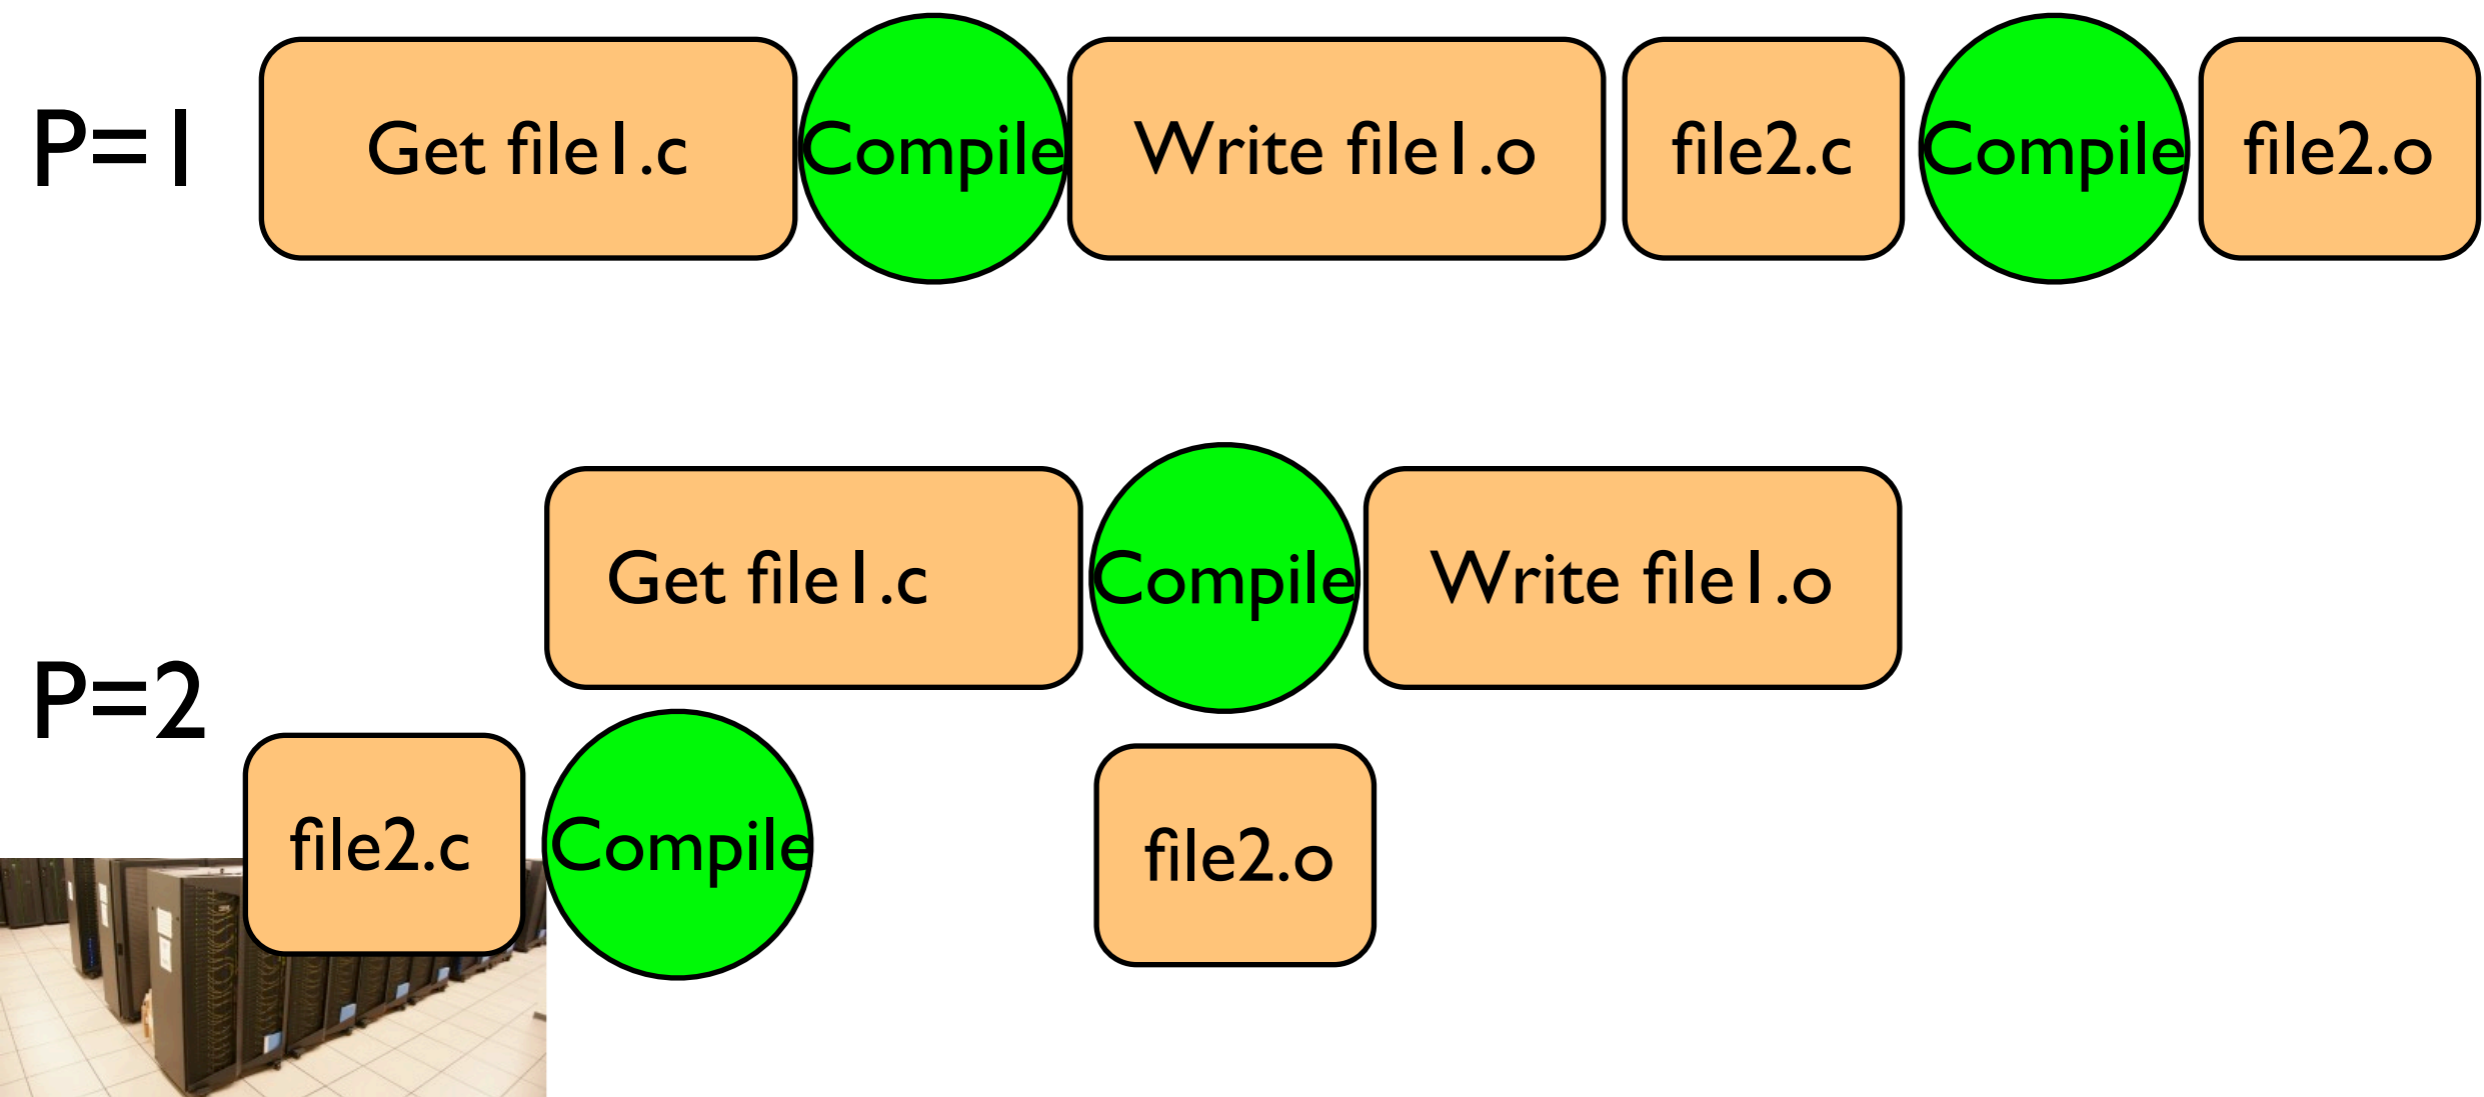 P=1
Get file1.c
Compile
Write file1.o
file2.c
Compile
file2.o
Get file1.c
Compile
Write file1.o
P=2
file2.c
Compile
file2.o